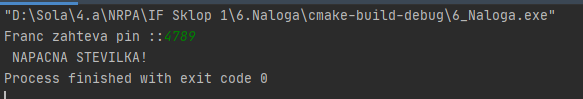 "D:\Sola\4.a\NRPA\IF Sklop 1\6.Naloga\cmake-build-debug\6_Naloga.exe"
Franc zahteva pin ::4789
NAPACNA STEVILKA!
Process finished with exit code 0